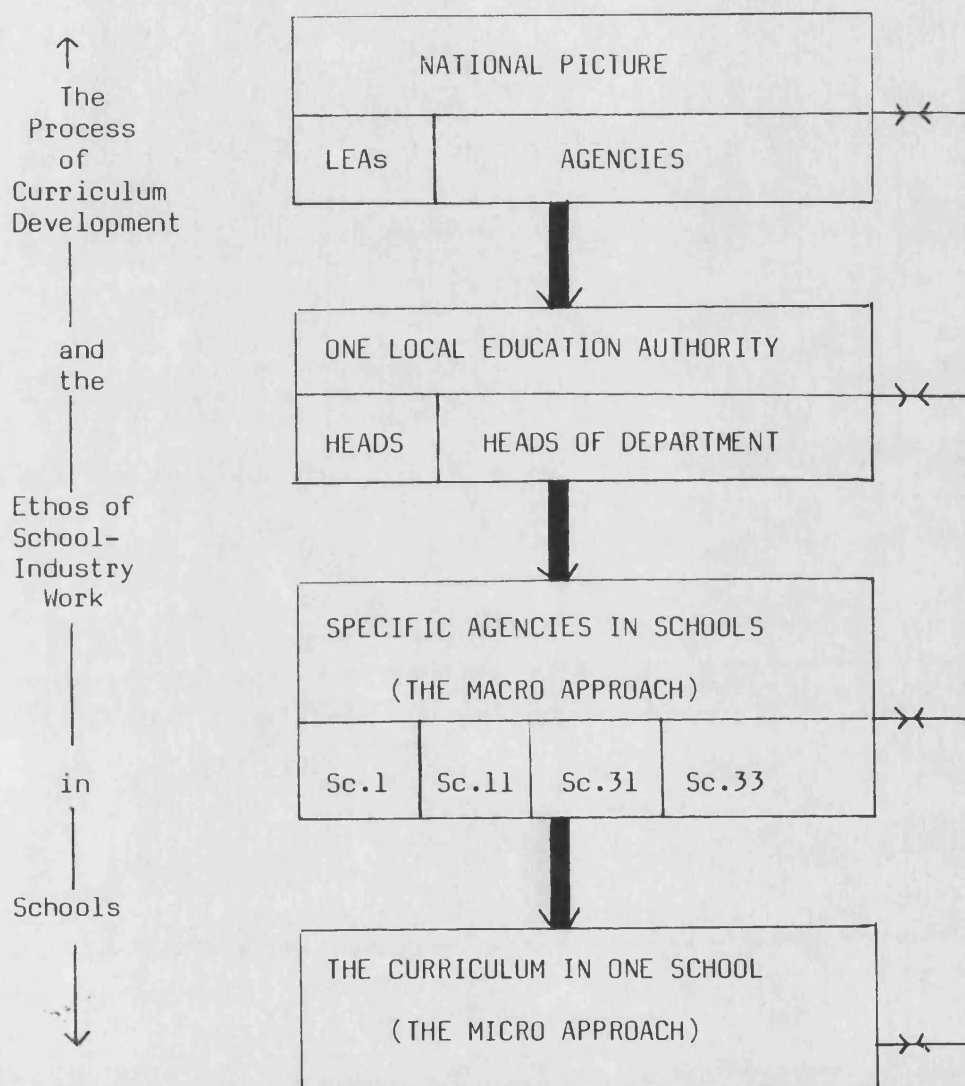 The
Process
of
Curriculum
Development
and
the
Ethos of
School-
Industry
Work
in
Schools
NATIONAL PICTURE
LEAs AGENCIES
ONE LOCAL EDUCATION AUTHORITY
HEADS HEADS OF DEPARTMENT
SPECIFIC AGENCIES IN SCHOOLS
(THE MACRO APPROACH)
Sc.1 Sc.11 Sc.31 Sc.33
THE CURRICULUM IN ONE SCHOOL
(THE MICRO APPROACH)